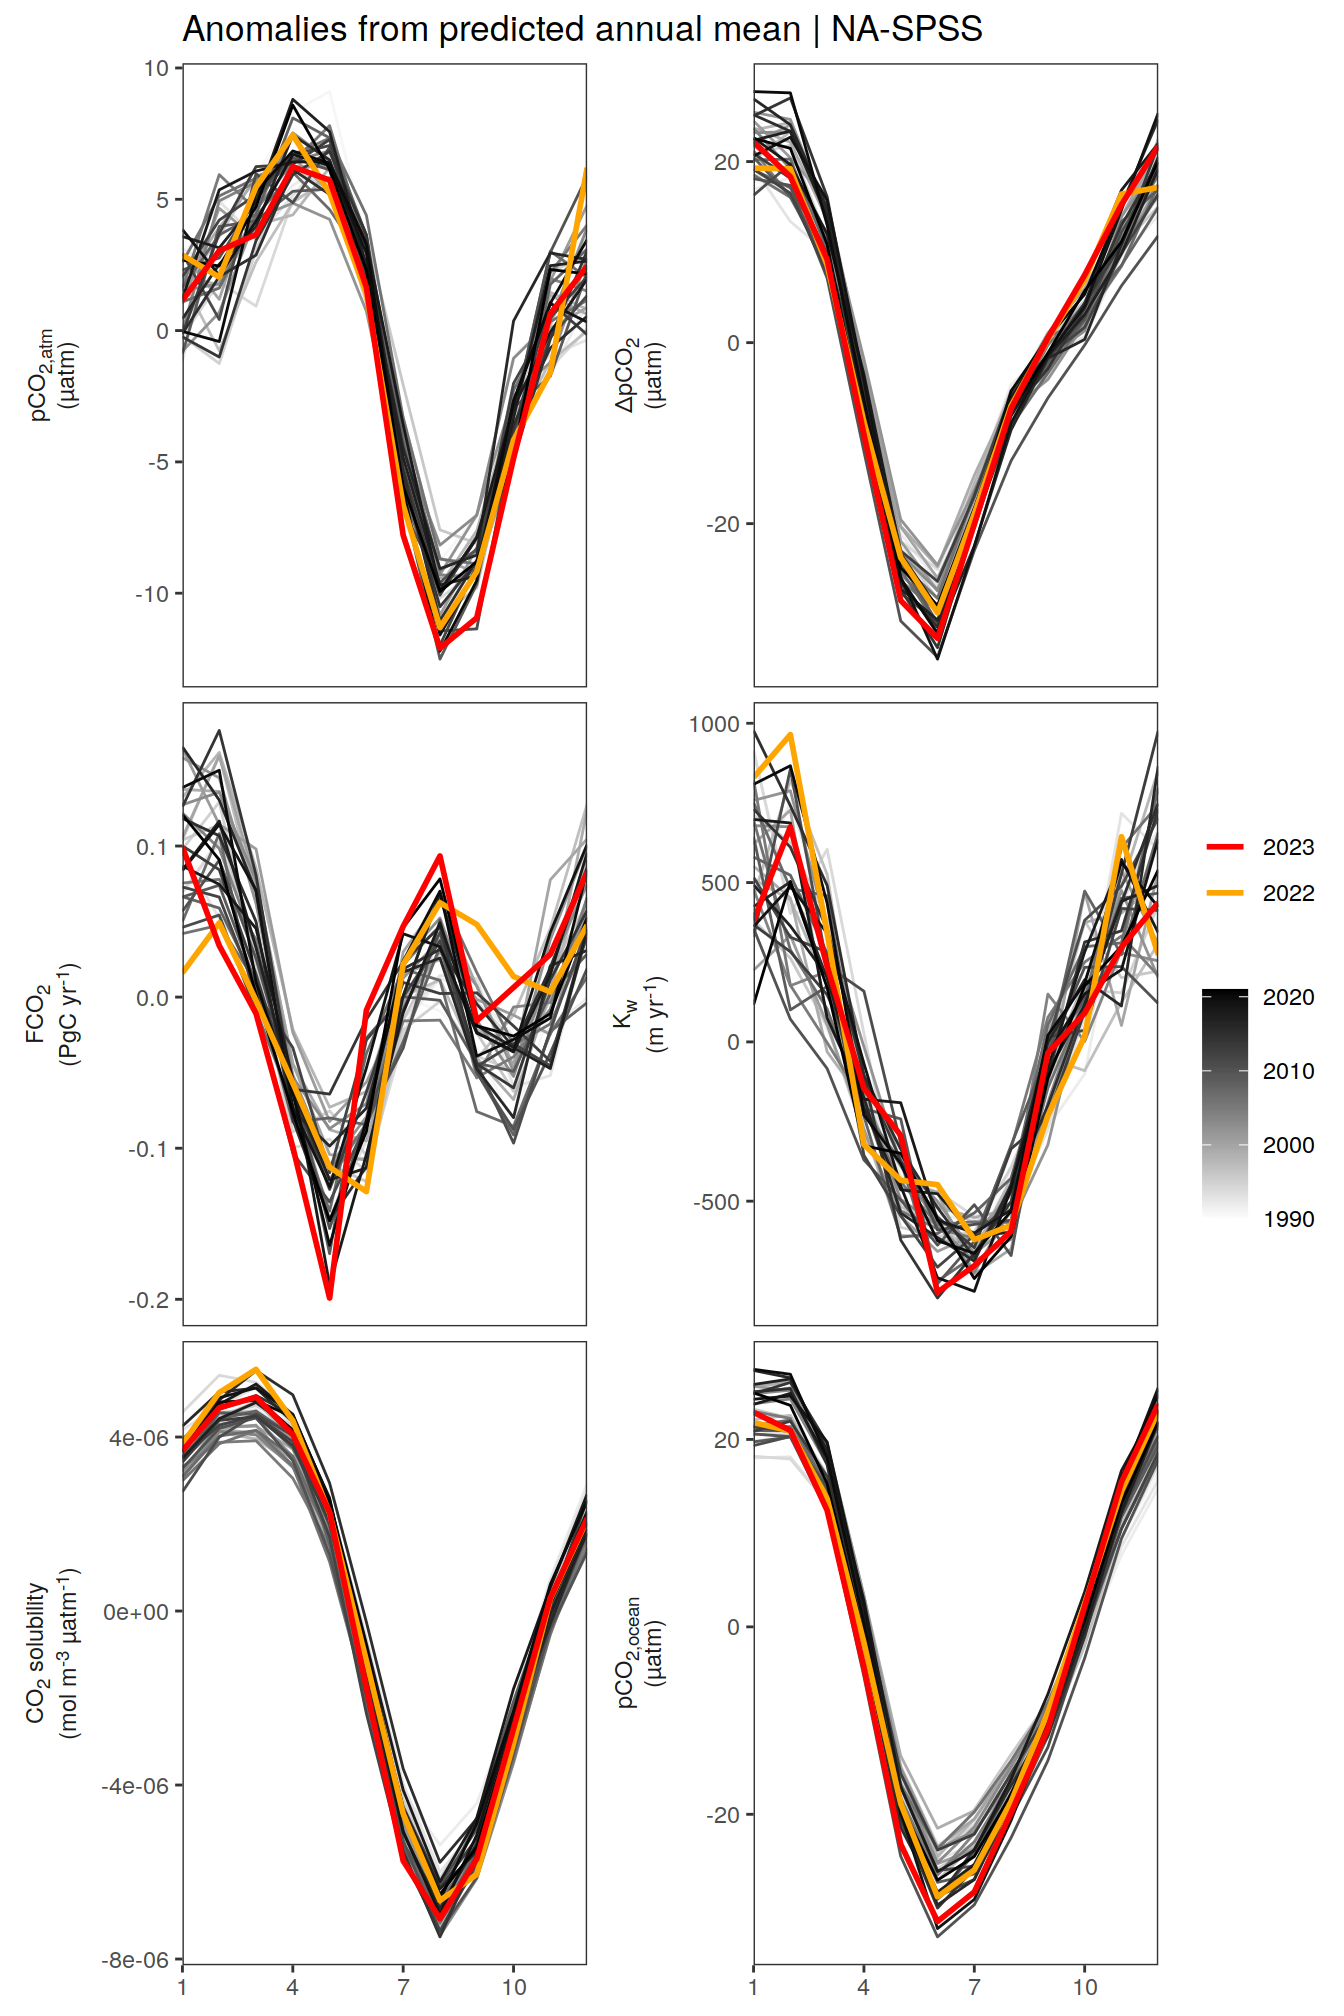 Anomalies from predicted annual mean | NA-SPSS
pCO2,atm
(µatm)
10
5
0
-5
-10
ΔpCO2
(µatm)
20
0
-20
FCO2
(PgC yr-1)
0.1
0.0
-0.1
-0.2
Kw
(m yr-1)
1000
500
0
-500
2023
2022
2020
2010
2000
1990
CO2 solubility
(mol m-3 µatm-1)
4e-06
0e+00
-4e-06
-8e-06
1 4 7 10
pCO2,ocean
(µatm)
20
0
-20
1 4 7 10